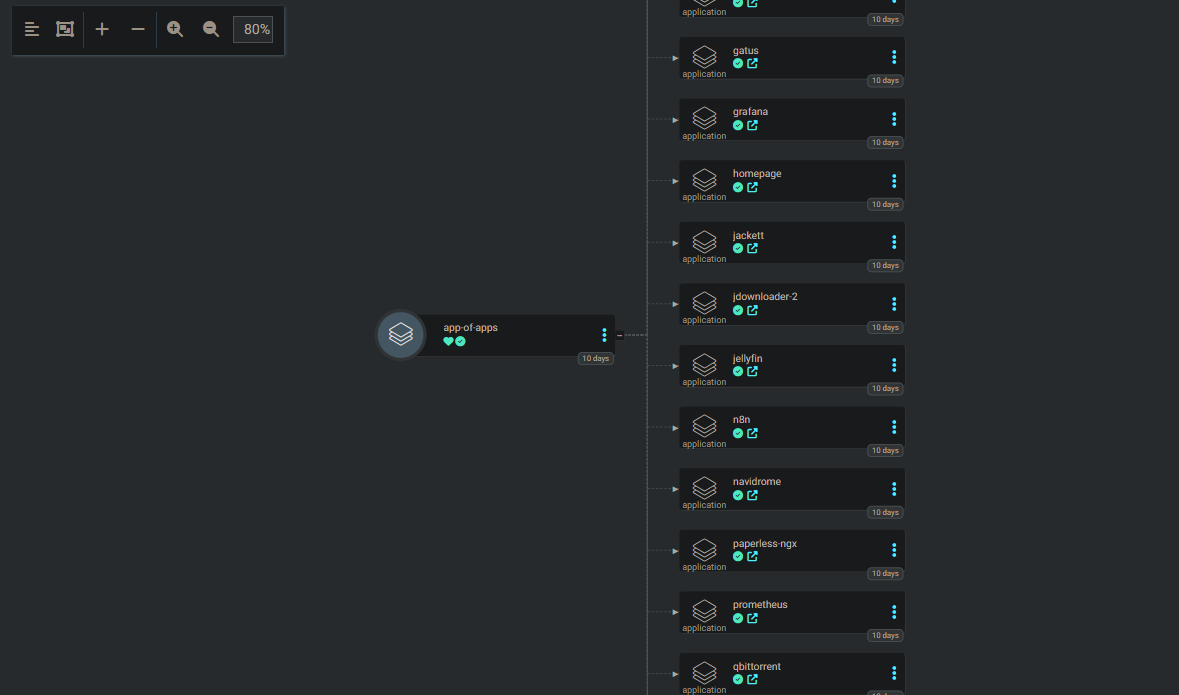 80%
application
10 days
gatus
application
10 days
grafana
application
10 days
homepage
application
10 days
jackett
application
10 days
jdownloader-2
application
10 days
app-of-apps
10 days
jellyfin
application
10 days
n8n
application
10 days
navidrome
application
10 days
paperless-ngx
application
10 days
prometheus
application
10 days
qbittorrent
application
10 days